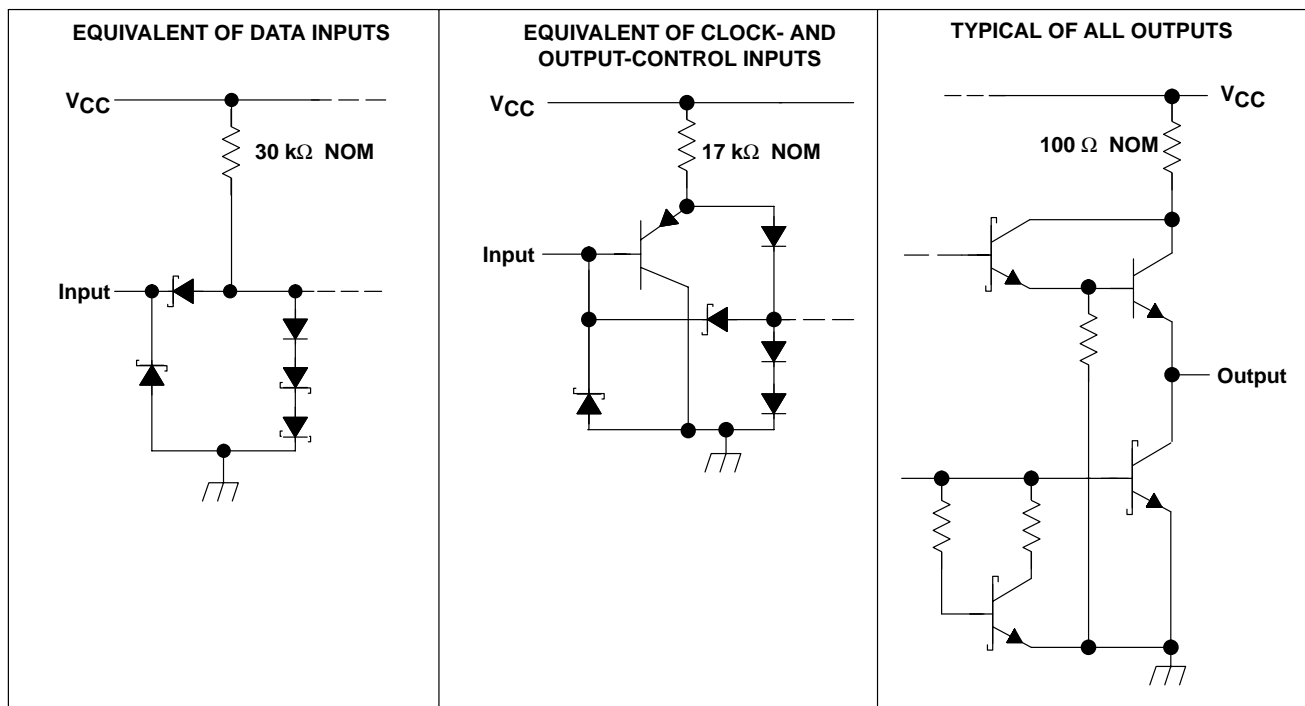 EQUIVALENT OF DATA INPUTS
VCC
30 kΩ NOM
Input
EQUIVALENT OF CLOCK- AND
OUTPUT-CONTROL INPUTS
VCC
17 kΩ NOM
Input
TYPICAL OF ALL OUTPUTS
VCC
100 Ω NOM
Output